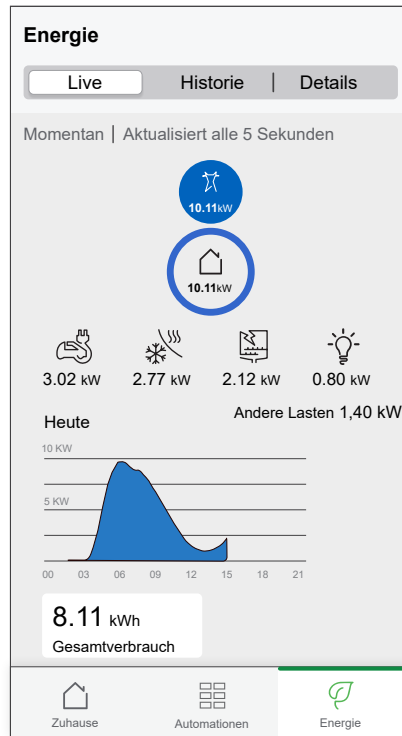 Energie
Live Historie | Details
Momentan | Aktualisiert alle 5 Sekunden
10.11kW
10.11kW
3.02 kW 2.77 kW 2.12 kW 0.80 kW
Andere Lasten 1,40 kW
Heute
10 KW
5 KW
00 03 06 09 12 15 18 21
8.11 kWh
Gesamtverbrauch
Zuhause Automationen Energie